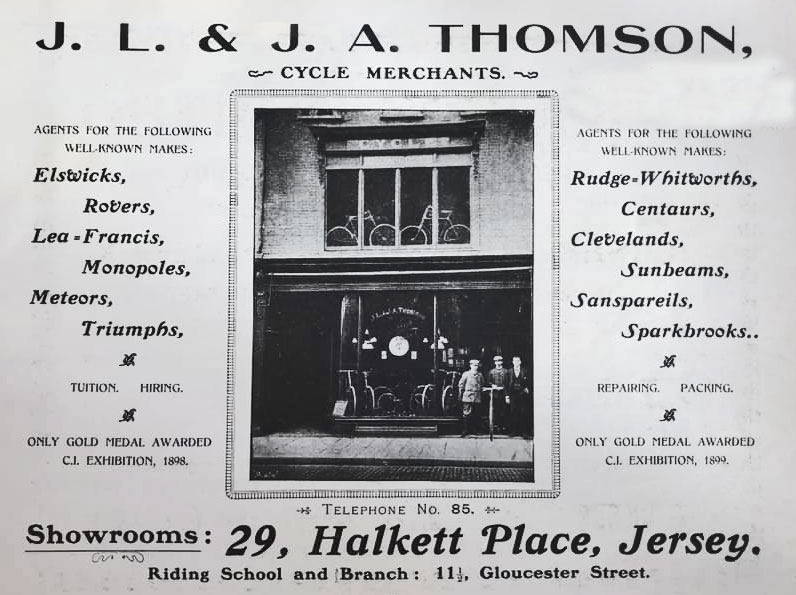 J. L. & J. A. THOMSON,
CYCLE MERCHANTS.
AGENTS FOR THE FOLLOWING
WELL-KNOWN MAKES:
Elswicks,
Rovers,
Lea-Francis,
Monopoles,
Meteors,
Triumphs,
TUITION. HIRING.
ONLY GOLD MEDAL AWARDED
C.I. EXHIBITION, 1898.
J. L. & J. A. THOMSON
AGENTS FOR THE FOLLOWING
WELL-KNOWN MAKES:
Rudge-Whitworths,
Centaurs,
Clevelands,
Sunbeams,
Sanspareils,
Sparkbrooks..
REPAIRING. PACKING.
ONLY GOLD MEDAL AWARDED
C.I. EXHIBITION, 1899.
TELEPHONE NO. 85.
Showrooms: 29, Halkett Place, Jersey.
Riding School and Branch: 11½, Gloucester Street.